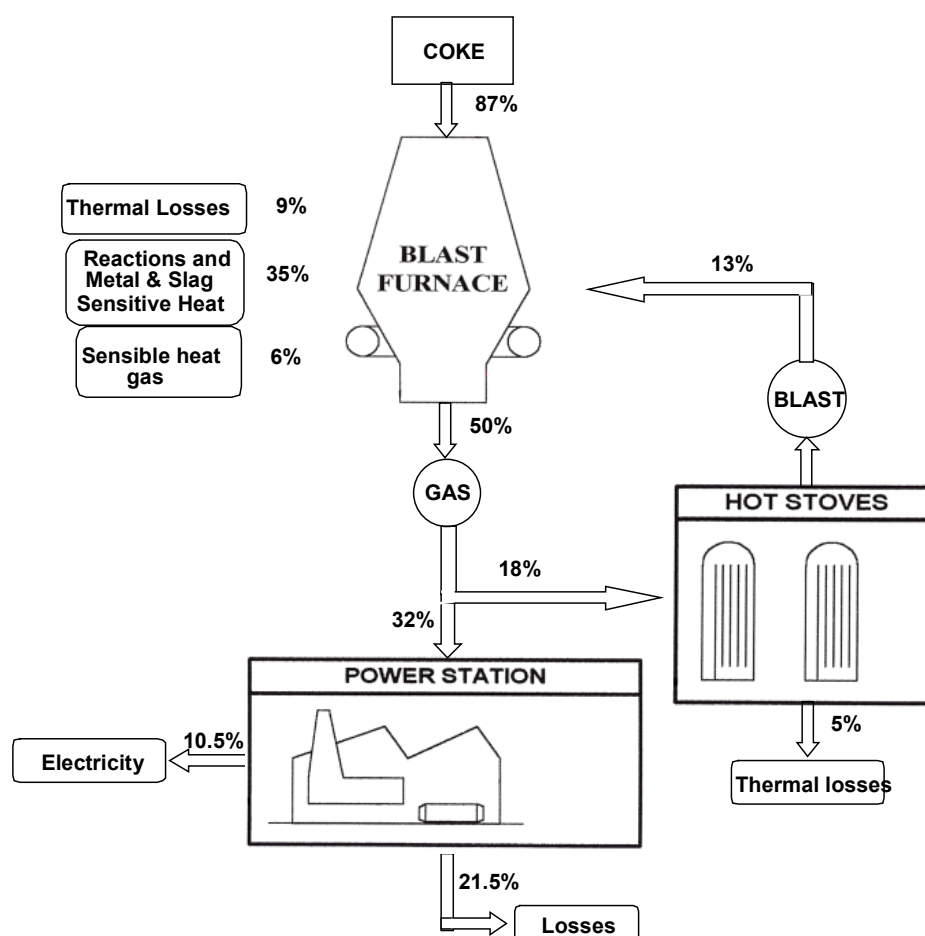 COKE
87%
Thermal Losses 9%
Reactions and
Metal & Slag
Sensitive Heat
35%
Sensible heat
gas
6%
BLAST
FURNACE
13%
BLAST
50%
GAS
HOT STOVES
18%
32%
POWER STATION
5%
Thermal losses
10.5%
Electricity
21.5%
Losses